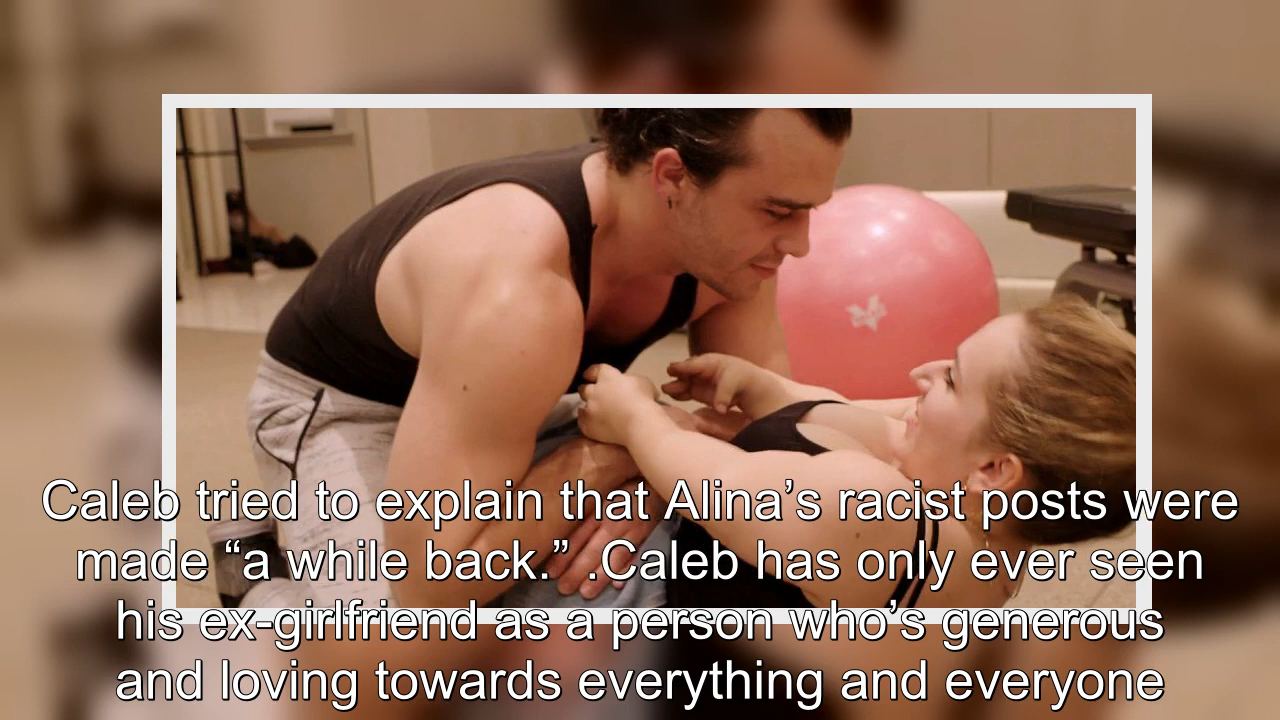 Caleb tried to explain that Alina’s racist posts were
made “a while back.” .Caleb has only ever seen
his ex-girlfriend as a person who’s generous
and loving towards everything and everyone